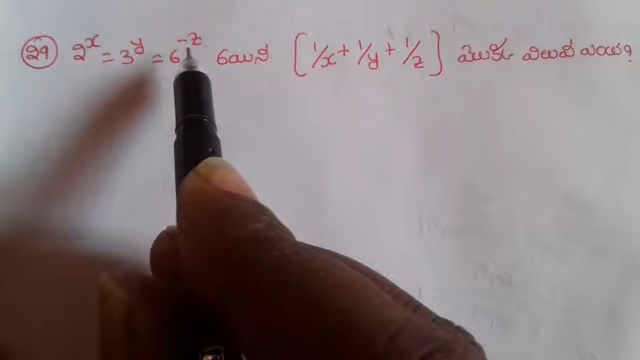 29 2^x = 3^y = 6^-z అయిన [1/x + 1/y + 1/z] యొక్క విలువ ఎంత?